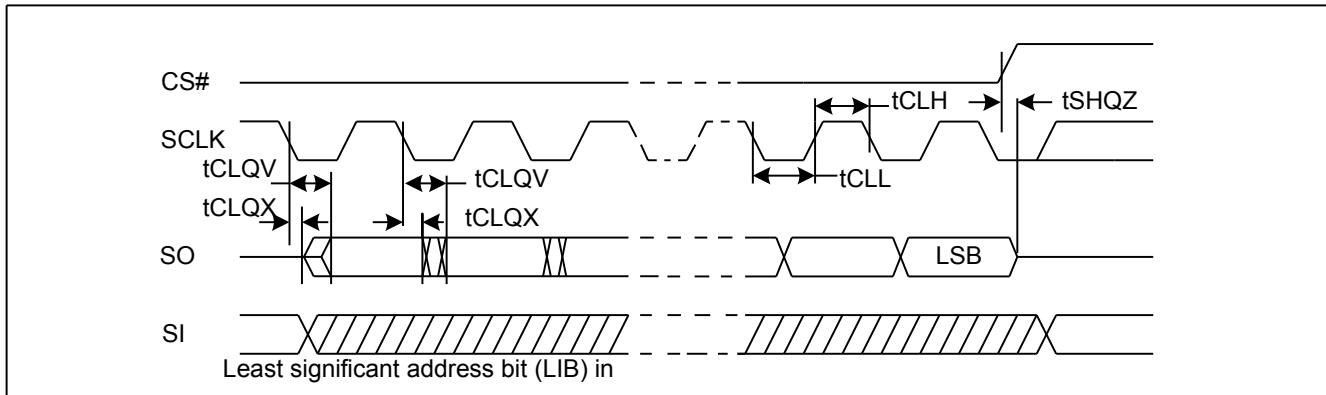 CS#
tCLH
tSHQZ
SCLK
tCLQV
tCLQV
tCLL
tCLQX
tCLQX
SO
LSB
SI
Least significant address bit (LIB) in